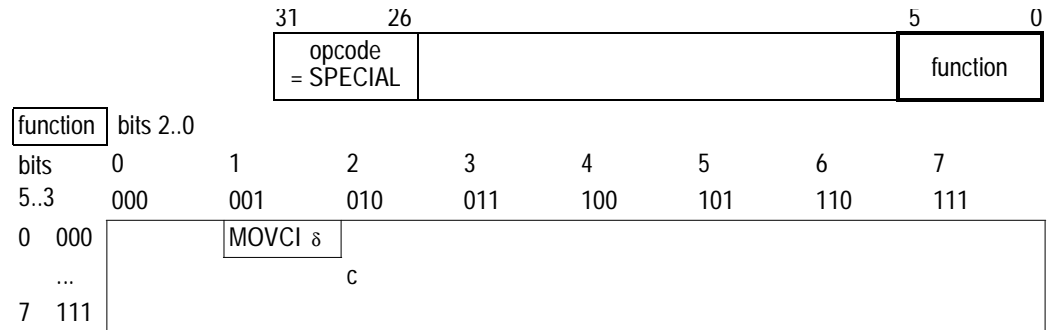 31 26 5 0
opcode
= SPECIAL
function
function bits 2..0
bits 0 1 2 3 4 5 6 7
5..3 000 001 010 011 100 101 110 111
0 000 MOVCI δ
... c
7 111